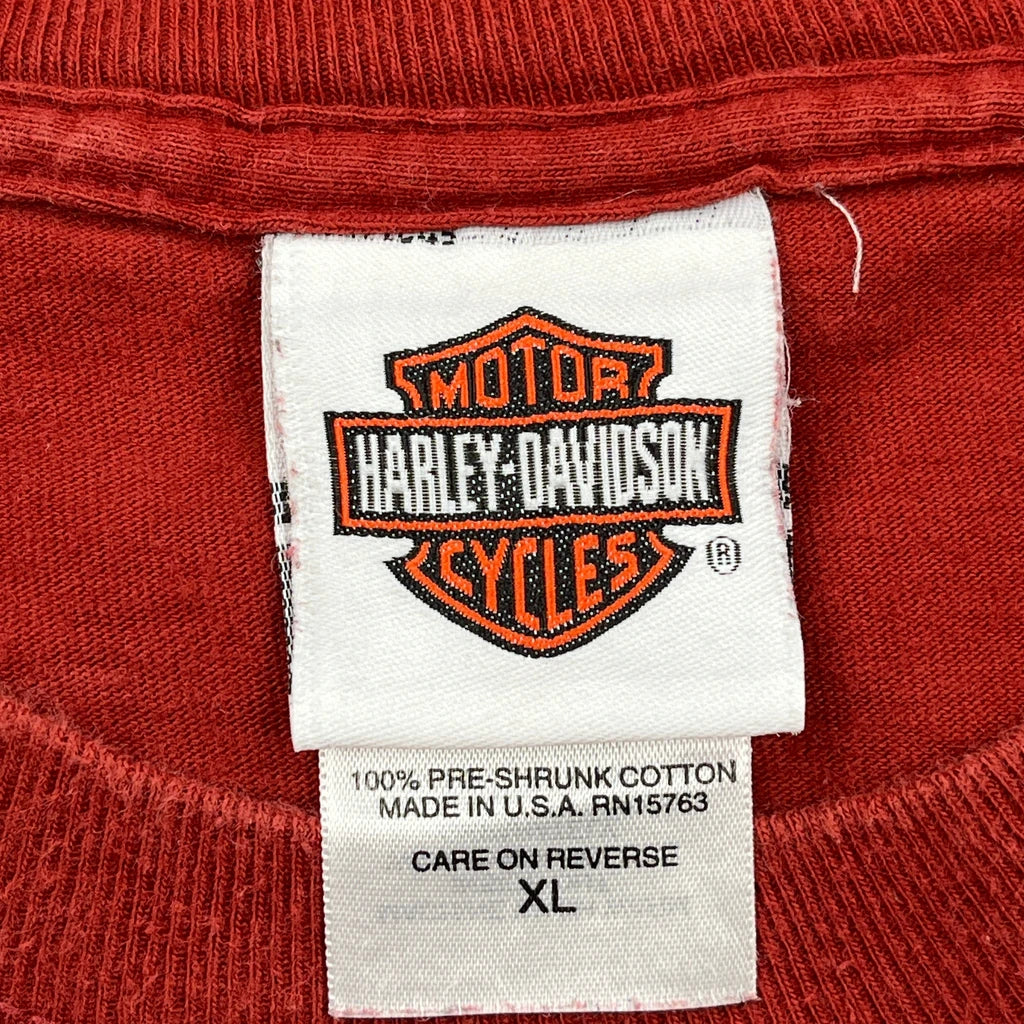 MOTOR
HARLEY-DAVIDSON
CYCLES
®
100% PRE-SHRUNK COTTON
MADE IN U.S.A. RN15763
CARE ON REVERSE
XL